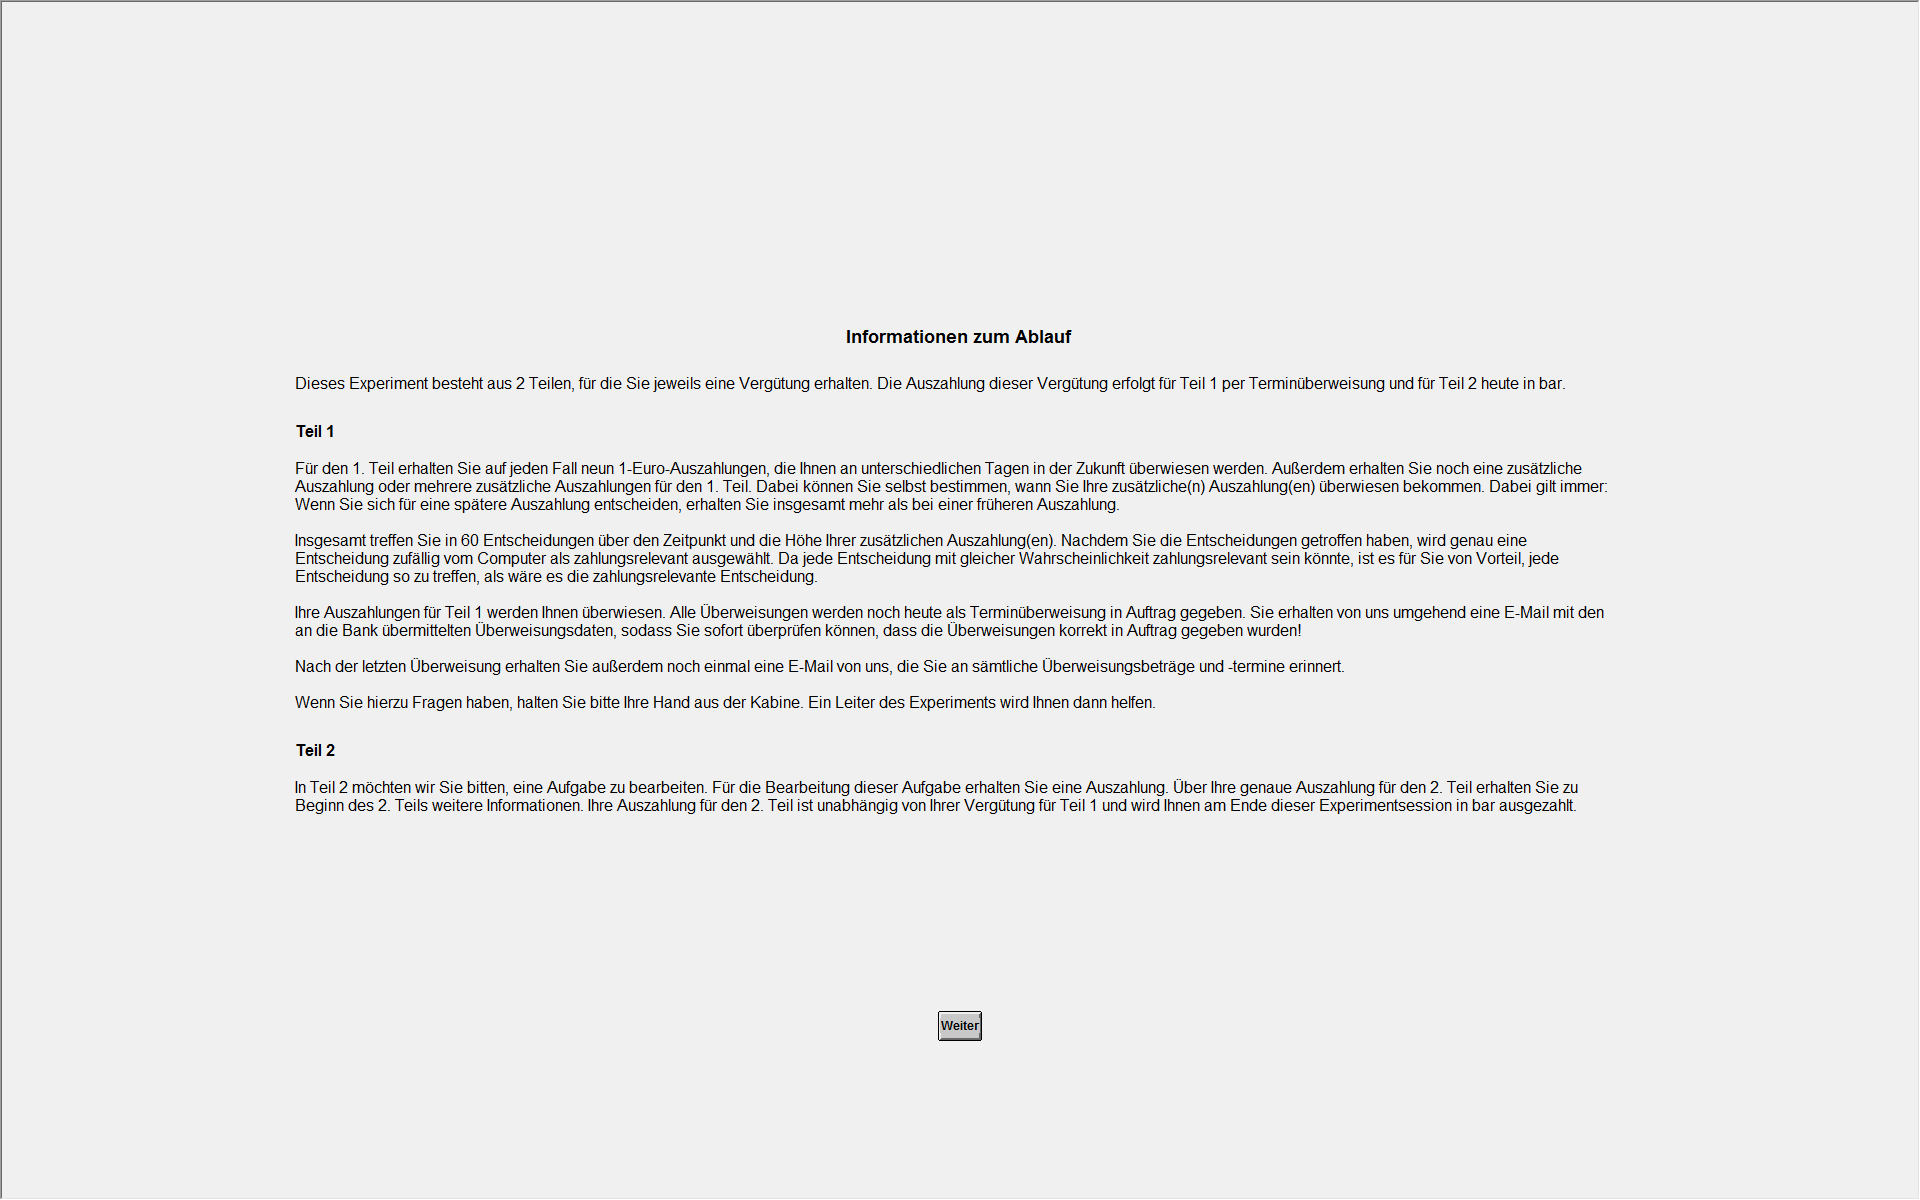 Informationen zum Ablauf
Dieses Experiment besteht aus 2 Teilen, für die Sie jeweils eine Vergütung erhalten. Die Auszahlung dieser Vergütung erfolgt für Teil 1 per Terminüberweisung und für Teil 2 heute in bar.
Teil 1
Für den 1. Teil erhalten Sie auf jeden Fall neun 1-Euro-Auszahlungen, die Ihnen an unterschiedlichen Tagen in der Zukunft überwiesen werden. Außerdem erhalten Sie noch eine zusätzliche
Auszahlung oder mehrere zusätzliche Auszahlungen für den 1. Teil. Dabei können Sie selbst bestimmen, wann Sie Ihre zusätzliche(n) Auszahlung(en) überwiesen bekommen. Dabei gilt immer:
Wenn Sie sich für eine spätere Auszahlung entscheiden, erhalten Sie insgesamt mehr als bei einer früheren Auszahlung.
Insgesamt treffen Sie in 60 Entscheidungen über den Zeitpunkt und die Höhe Ihrer zusätzlichen Auszahlung(en). Nachdem Sie die Entscheidungen getroffen haben, wird genau eine
Entscheidung zufällig vom Computer als zahlungsrelevant ausgewählt. Da jede Entscheidung mit gleicher Wahrscheinlichkeit zahlungsrelevant sein könnte, ist es für Sie von Vorteil, jede
Entscheidung so zu treffen, als wäre es die zahlungsrelevante Entscheidung.
Ihre Auszahlungen für Teil 1 werden Ihnen überwiesen. Alle Überweisungen werden noch heute als Terminüberweisung in Auftrag gegeben. Sie erhalten von uns umgehend eine E-Mail mit den
an die Bank übermittelten Überweisungsdaten, sodass Sie sofort überprüfen können, dass die Überweisungen korrekt in Auftrag gegeben wurden!
Nach der letzten Überweisung erhalten Sie außerdem noch einmal eine E-Mail von uns, die Sie an sämtliche Überweisungsbeträge und -termine erinnert.
Wenn Sie hierzu Fragen haben, halten Sie bitte Ihre Hand aus der Kabine. Ein Leiter des Experiments wird Ihnen dann helfen.
Teil 2
In Teil 2 möchten wir Sie bitten, eine Aufgabe zu bearbeiten. Für die Bearbeitung dieser Aufgabe erhalten Sie eine Auszahlung. Über Ihre genaue Auszahlung für den 2. Teil erhalten Sie zu
Beginn des 2. Teils weitere Informationen. Ihre Auszahlung für den 2. Teil ist unabhängig von Ihrer Vergütung für Teil 1 und wird Ihnen am Ende dieser Experimentsession in bar ausgezahlt.
Weiter